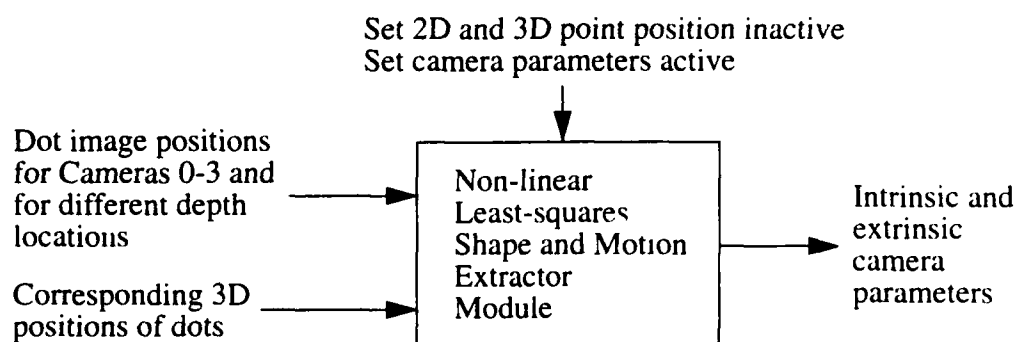 Set 2D and 3D point position inactive
Set camera parameters active
Dot image positions
for Cameras 0-3 and
for different depth
locations
Corresponding 3D
positions of dots
Non-linear
Least-squares
Shape and Motion
Extractor
Module
Intrinsic and
extrinsic
camera
parameters